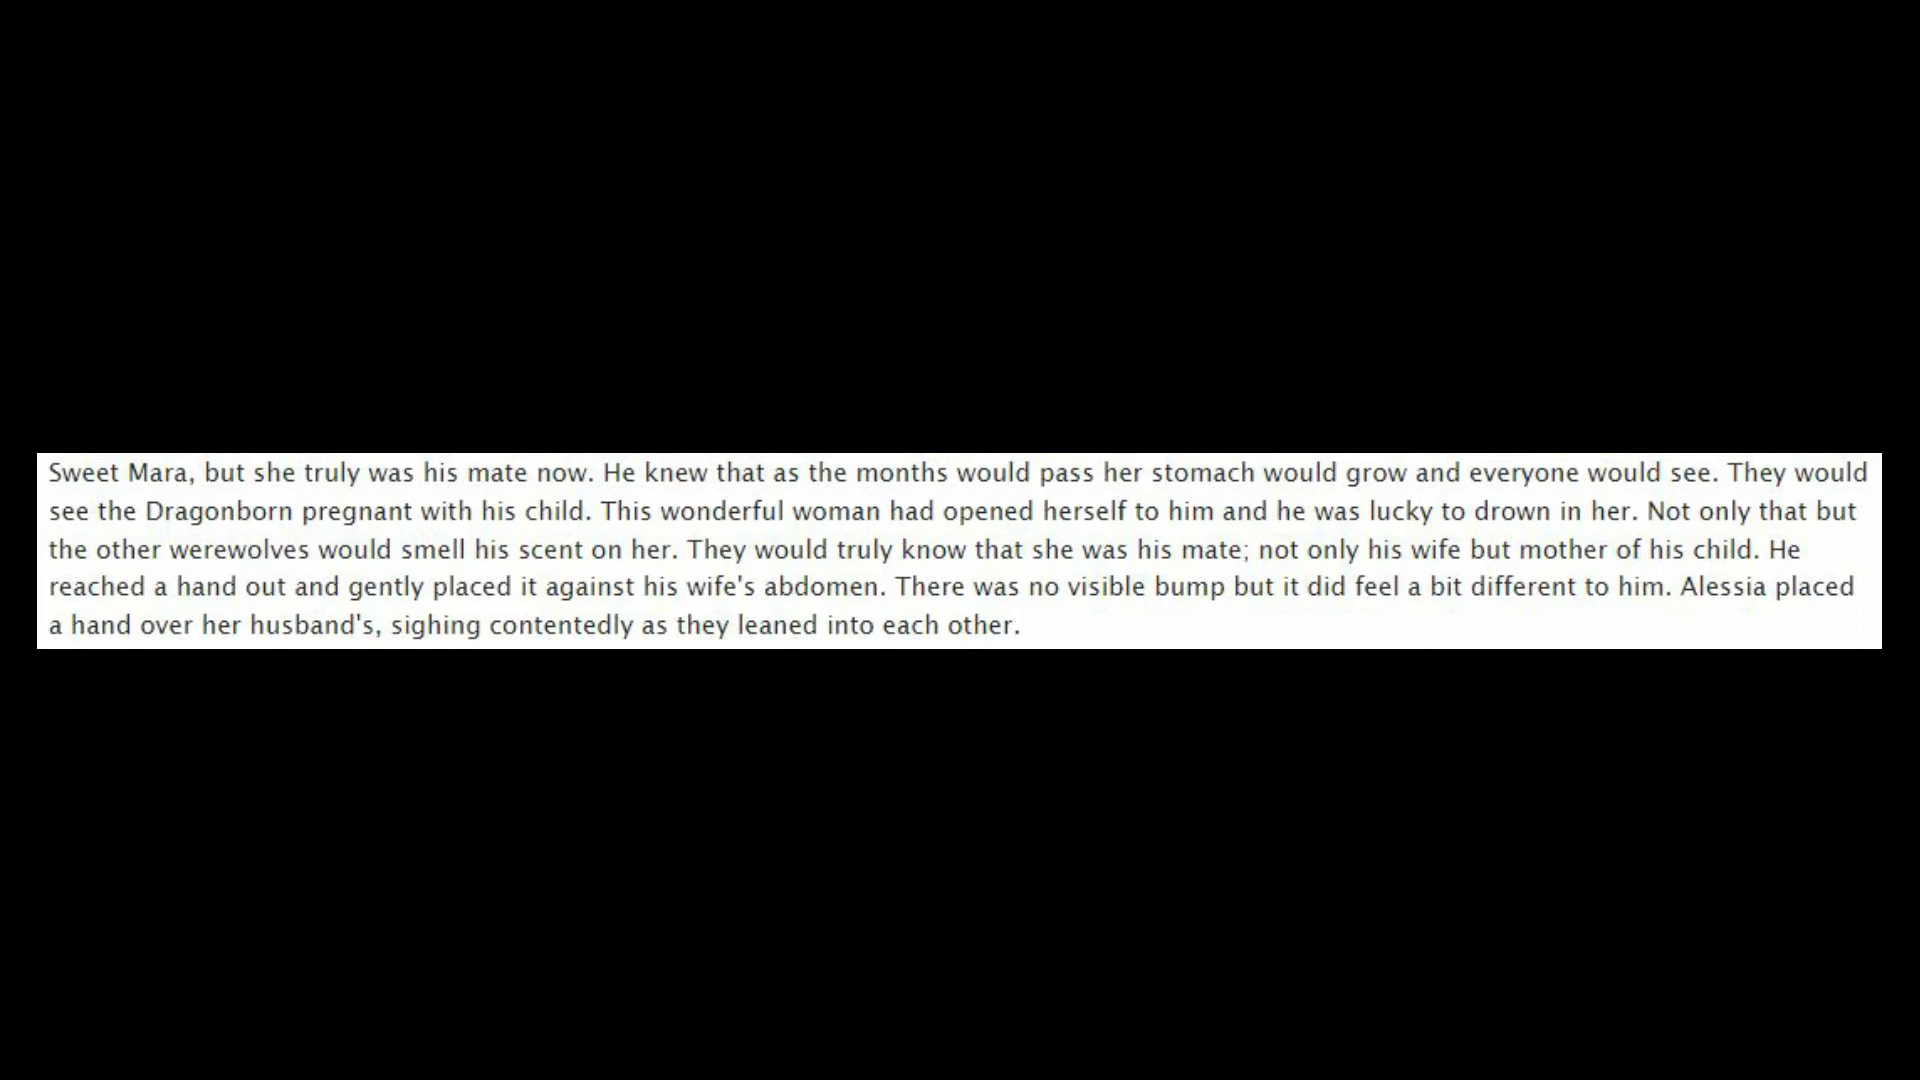 Sweet Mara, but she truly was his mate now. He knew that as the months would pass her stomach would grow and everyone would see. They would
see the Dragonborn pregnant with his child. This wonderful woman had opened herself to him and he was lucky to drown in her. Not only that but
the other werewolves would smell his scent on her. They would truly know that she was his mate; not only his wife but mother of his child. He
reached a hand out and gently placed it against his wife's abdomen. There was no visible bump but it did feel a bit different to him. Alessia placed
a hand over her husband's, sighing contentedly as they leaned into each other.